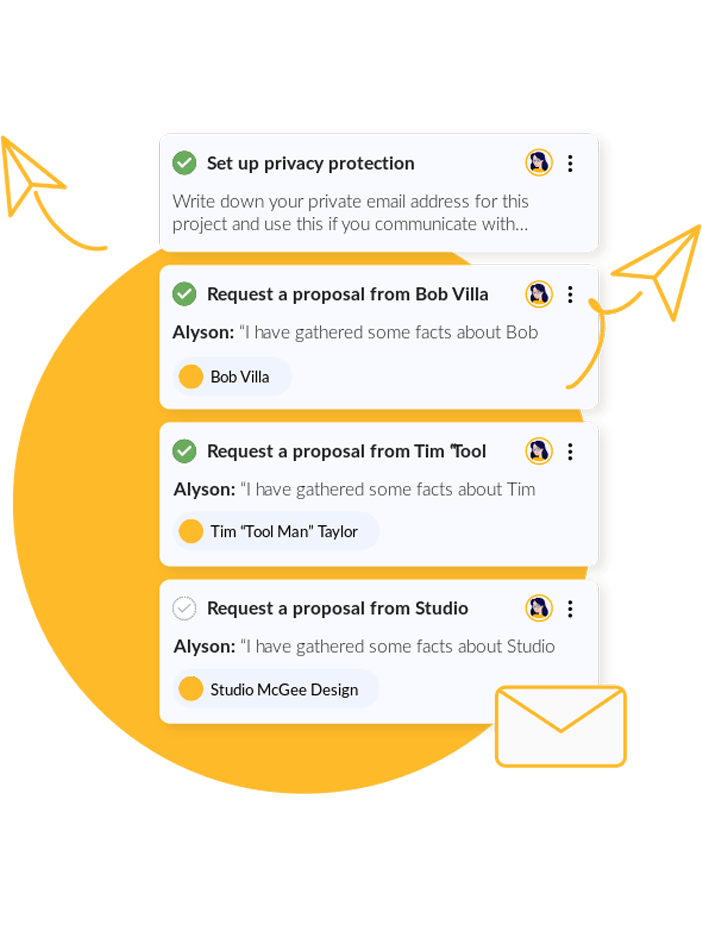 Set up privacy protection
Write down your private email address for this
project and use this if you communicate with...
Request a proposal from Bob Villa
Alyson: “I have gathered some facts about Bob
Bob Villa
Request a proposal from Tim “Tool
Alyson: “I have gathered some facts about Tim
Tim “Tool Man” Taylor
Request a proposal from Studio
Alyson: “I have gathered some facts about Studio
Studio McGee Design